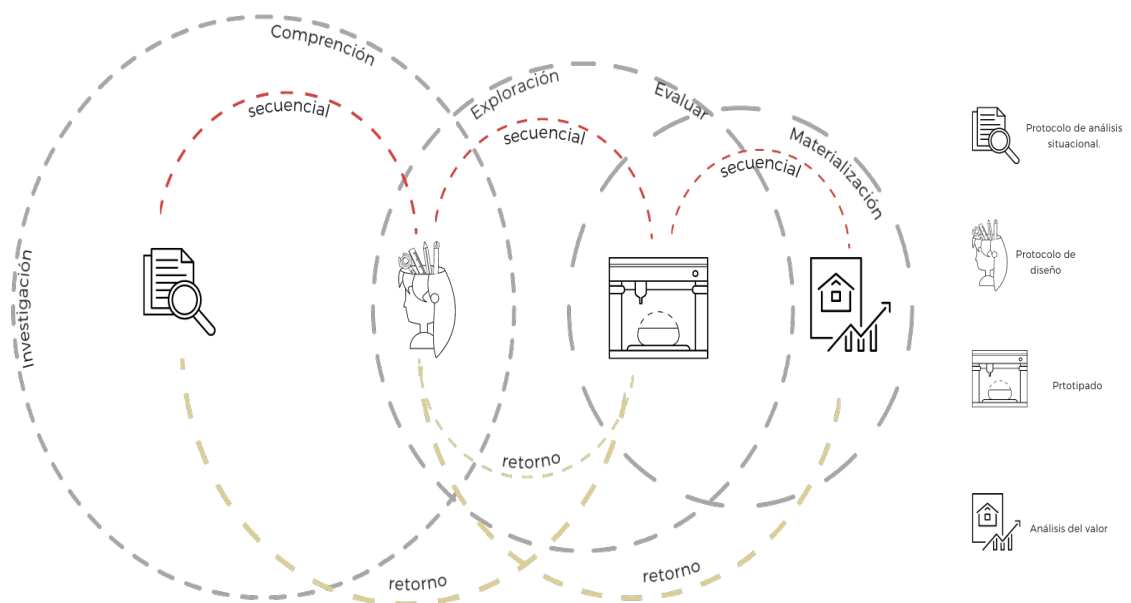 Comprención
secuencial
Exploración
secuencial
Evaluar
secuencial
Materialización
Investigación
retorno
retorno
retorno
Protocolo de análisis
situacional.
Protocolo de
diseño
Prtotipado
Análisis del valor